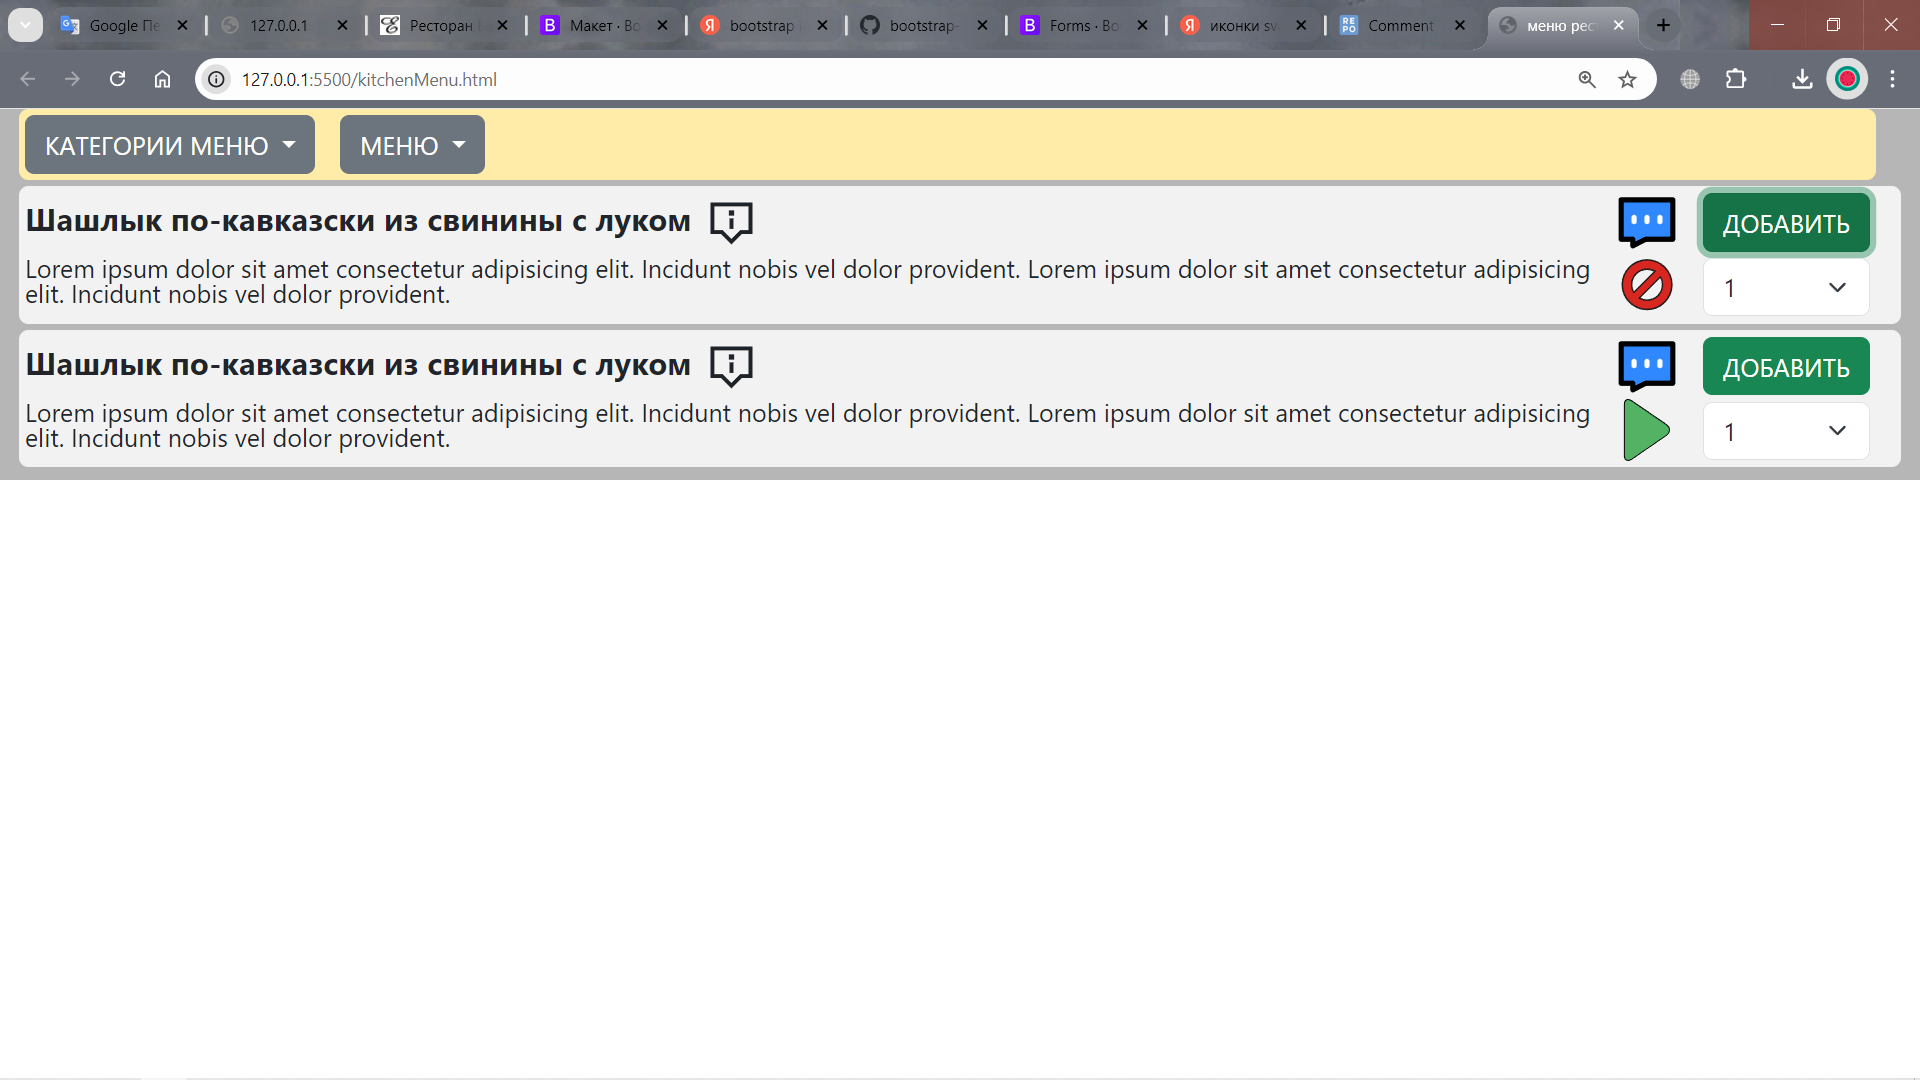 Google Пе
127.0.0.1
Ресторан
Макет · Bo
bootstrap
bootstrap-
Forms · Bo
иконки sv
Comment
меню рес
127.0.0.1:5500/kitchenMenu.html
КАТЕГОРИИ МЕНЮ
МЕНЮ
Шашлык по-кавказски из свинины с луком
ДОБАВИТЬ
Lorem ipsum dolor sit amet consectetur adipisicing elit. Incidunt nobis vel dolor provident. Lorem ipsum dolor sit amet consectetur adipisicing
elit. Incidunt nobis vel dolor provident.
1
Шашлык по-кавказски из свинины с луком
ДОБАВИТЬ
Lorem ipsum dolor sit amet consectetur adipisicing elit. Incidunt nobis vel dolor provident. Lorem ipsum dolor sit amet consectetur adipisicing
elit. Incidunt nobis vel dolor provident.
1